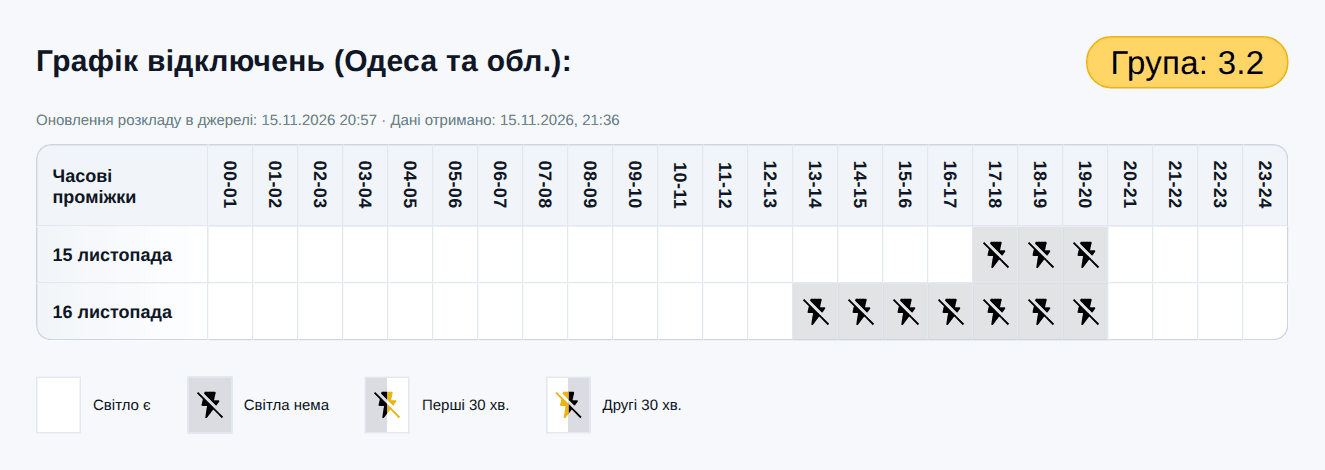 Графік відключень (Одеса та обл.):
Група: 3.2
Оновлення розкладу в джерелі: 15.11.2026 20:57 · Дані отримано: 15.11.2026, 21:36
Часові
проміжки
00-01
01-02
02-03
03-04
04-05
05-06
06-07
07-08
08-09
09-10
10-11
11-12
12-13
13-14
14-15
15-16
16-17
17-18
18-19
19-20
20-21
21-22
22-23
23-24
15 листопада
16 листопада
Світло є
Світла нема
Перші 30 хв.
Другі 30 хв.